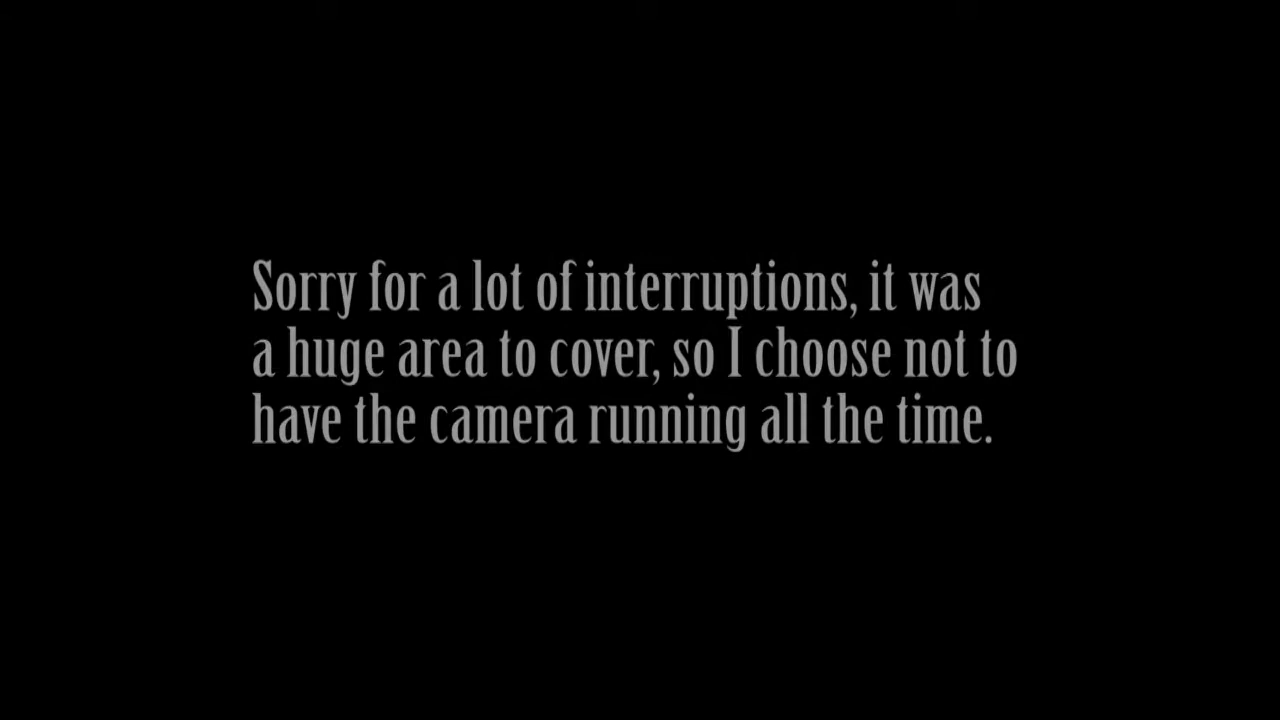 Sorry for a lot of interruptions, it was
a huge area to cover, so I choose not to
have the camera running all the time.